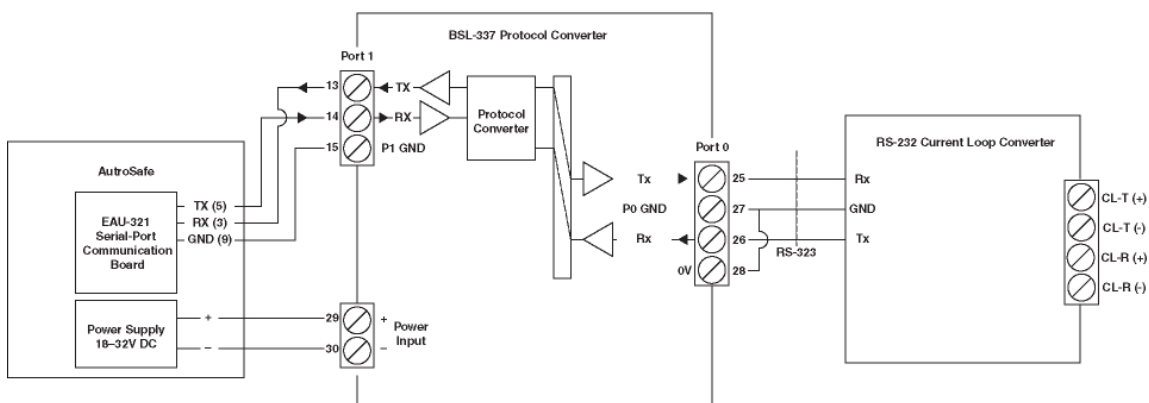 BSL-337 Protocol Converter
Port 1
13
TX
14
RX
15
P1 GND
Protocol
Converter
AutroSafe
EAU-321
Serial-Port
Communication
Board
TX (5)
RX (3)
GND (9)
Power Supply
18–32V DC
+
–
29
+
30
–
Power
Input
Port 0
Tx
25
P0 GND
27
Rx
26
0V
28
RS-323
RS-232 Current Loop Converter
Rx
GND
Tx
CL-T (+)
CL-T (-)
CL-R (+)
CL-R (-)